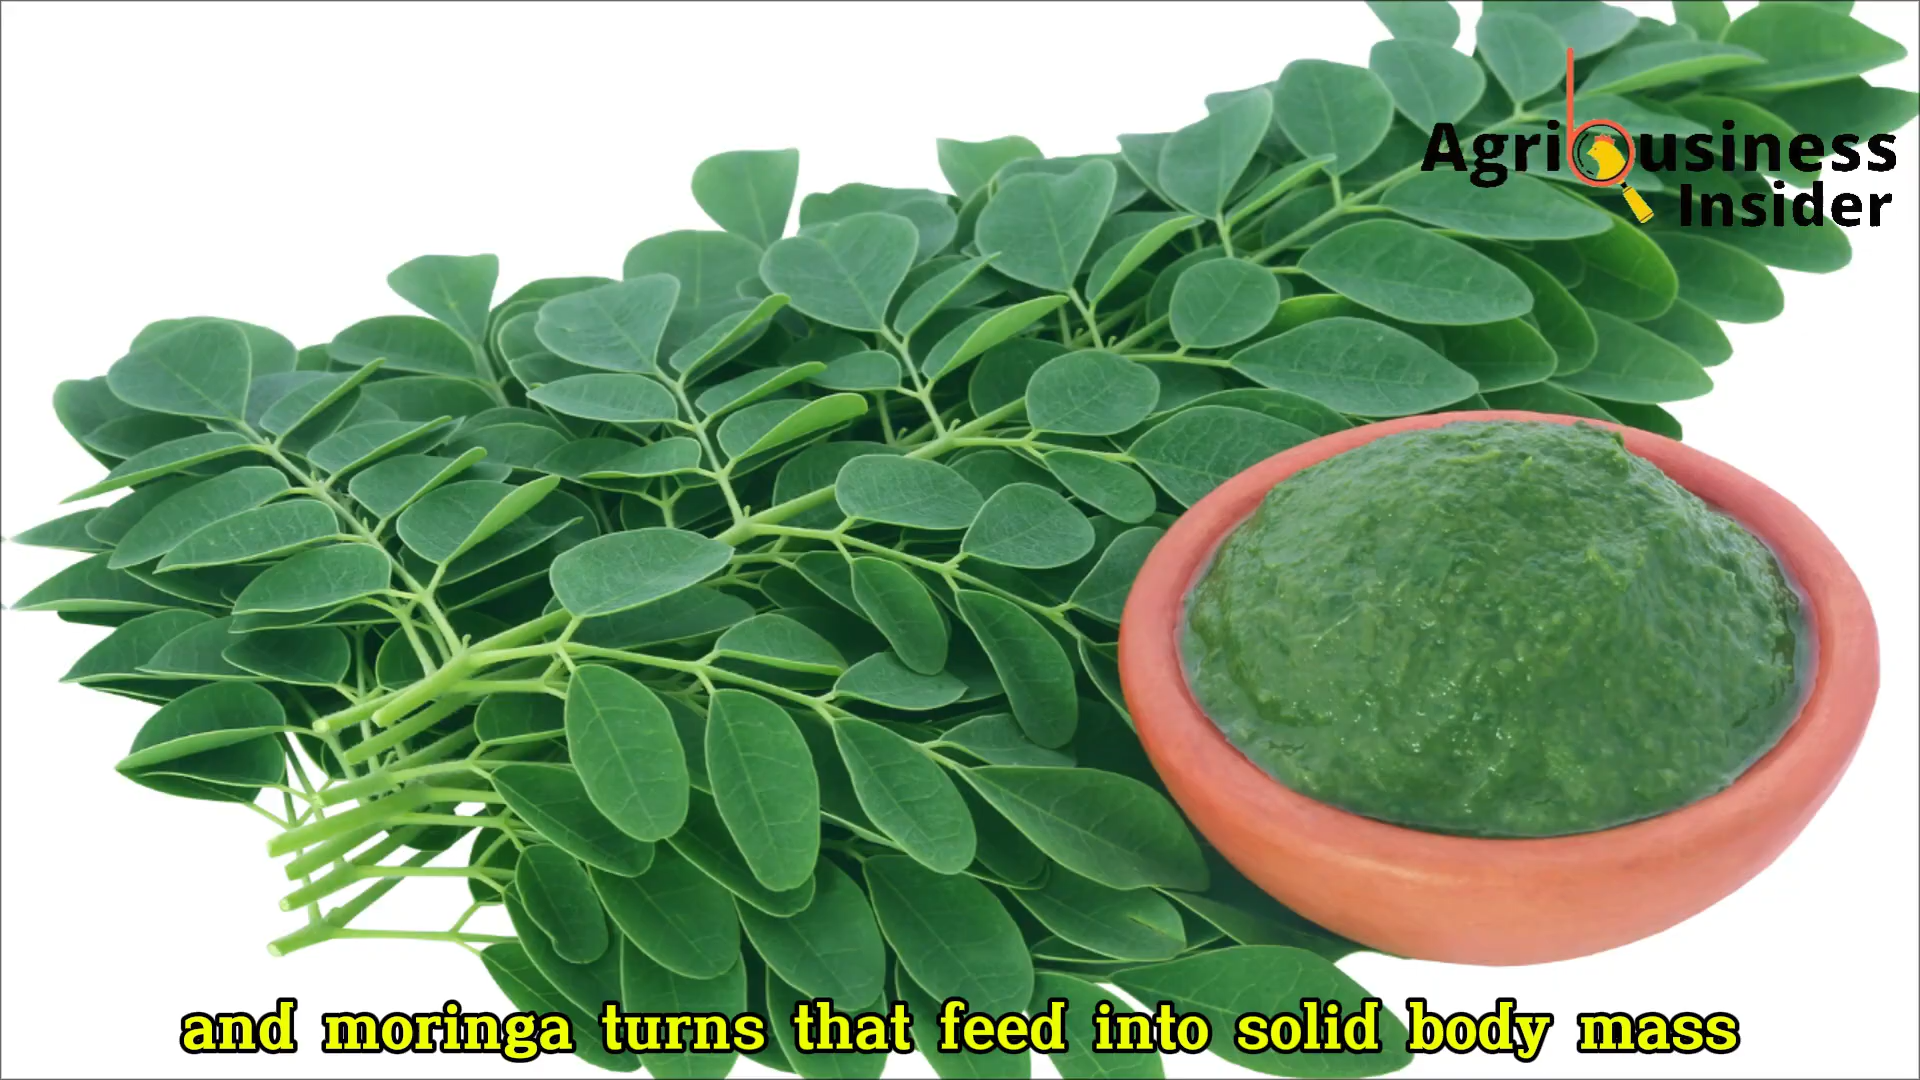 Agribusiness
Insider
and moringa turns that feed into solid body mass